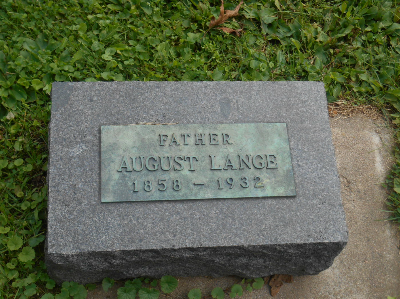 FATHER
AUGUST LANGE
1858 - 1932